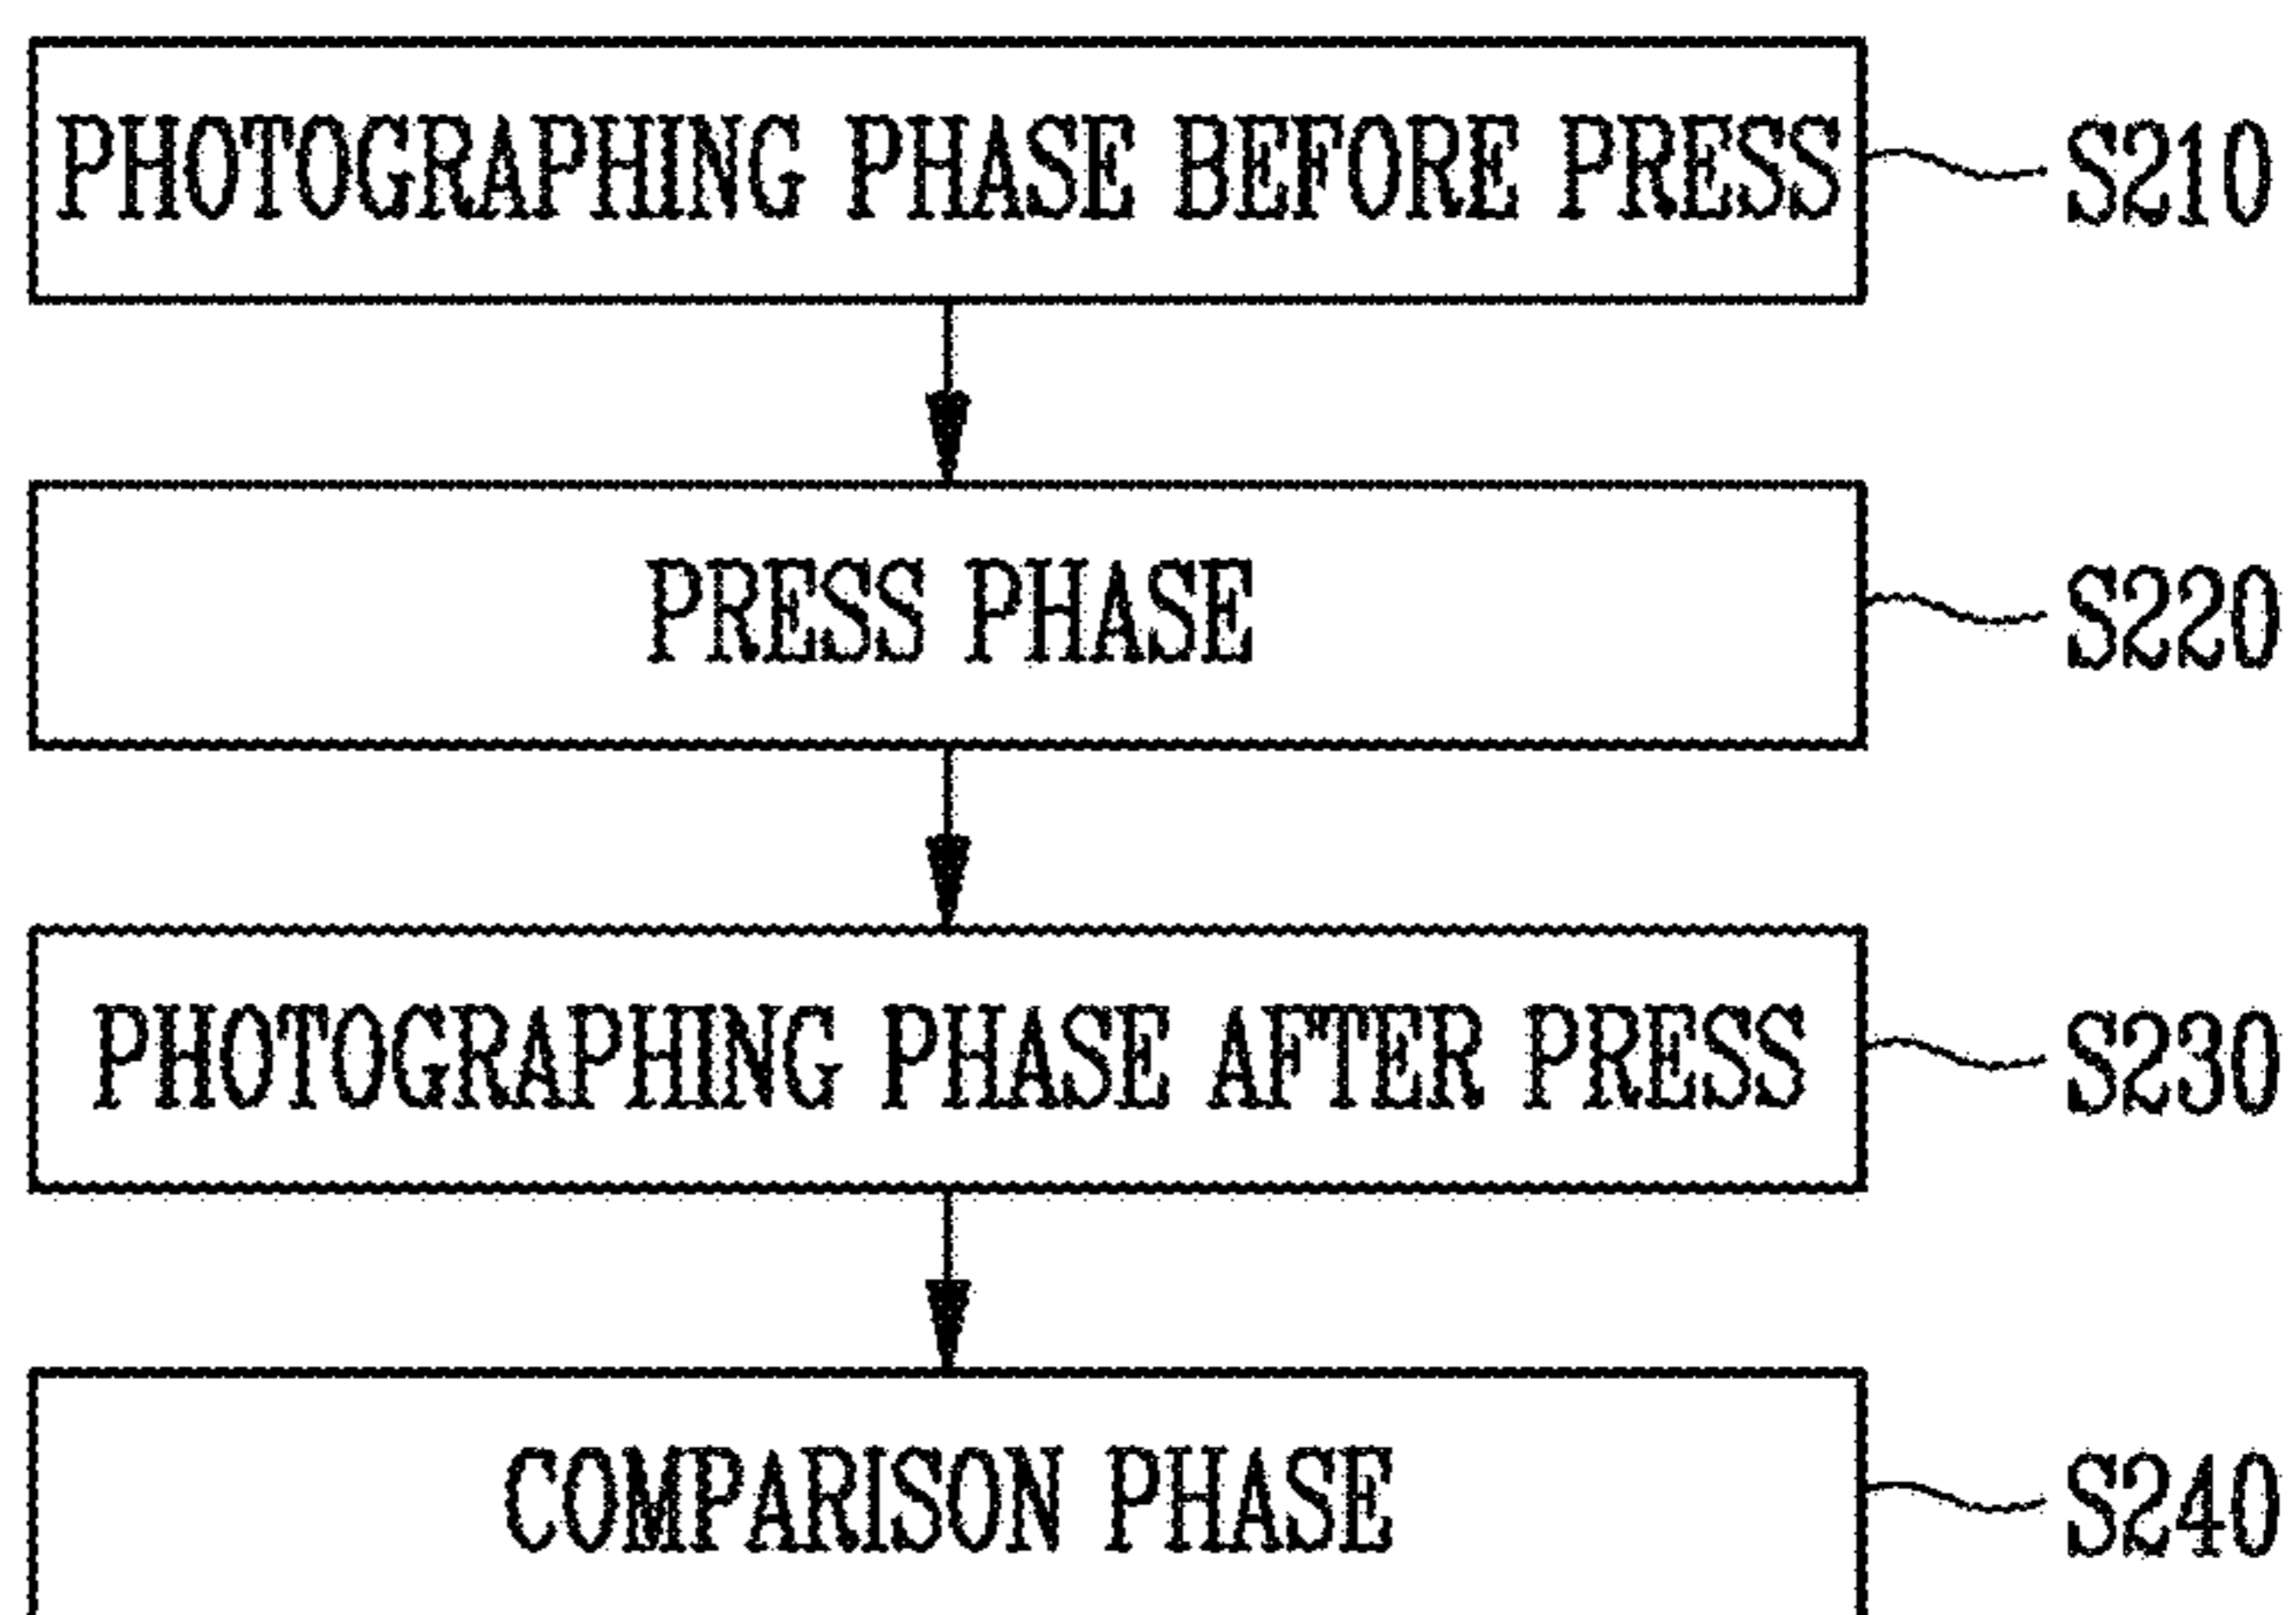 PHOTOGRAPHING PHASE BEFORE PRESS S210
PRESS PHASE S220
PHOTOGRAPHING PHASE AFTER PRESS S230
COMPARISON PHASE S240